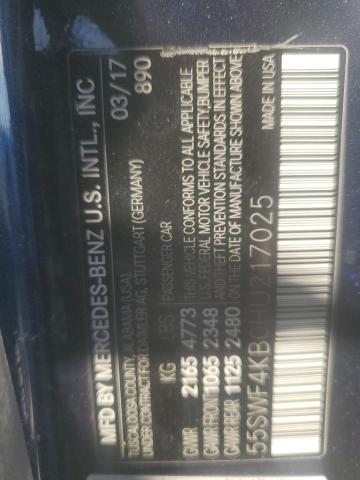 MFD BY MERCEDES-BENZ U.S. INTL., INC
TUSCALOOSA COUNTY, ALABAMA (USA)
UNDER CONTRACT FOR DAIMLER AG, STUTTGART (GERMANY)
03/17
890
KG LBS PASSENGER CAR
GVWR 2165 4773
GAWR FRONT 1065 2348
GAWR REAR 1125 2480
THIS VEHICLE CONFORMS TO ALL APPLICABLE
U.S. FEDERAL MOTOR VEHICLE SAFETY, BUMPER
AND THEFT PREVENTION STANDARDS IN EFFECT
ON THE DATE OF MANUFACTURE SHOWN ABOVE
55SWF4KB0HU217025
MADE IN USA